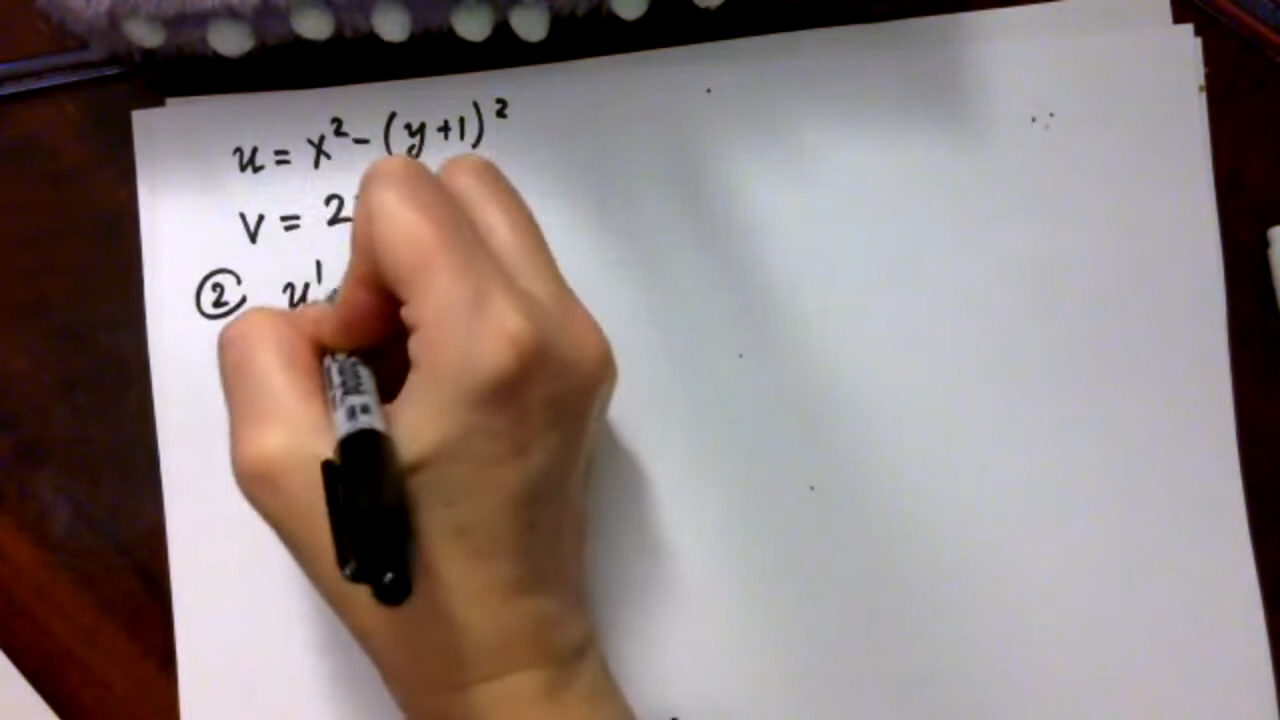 u = x² - (y+1)²
v = 2
② u'